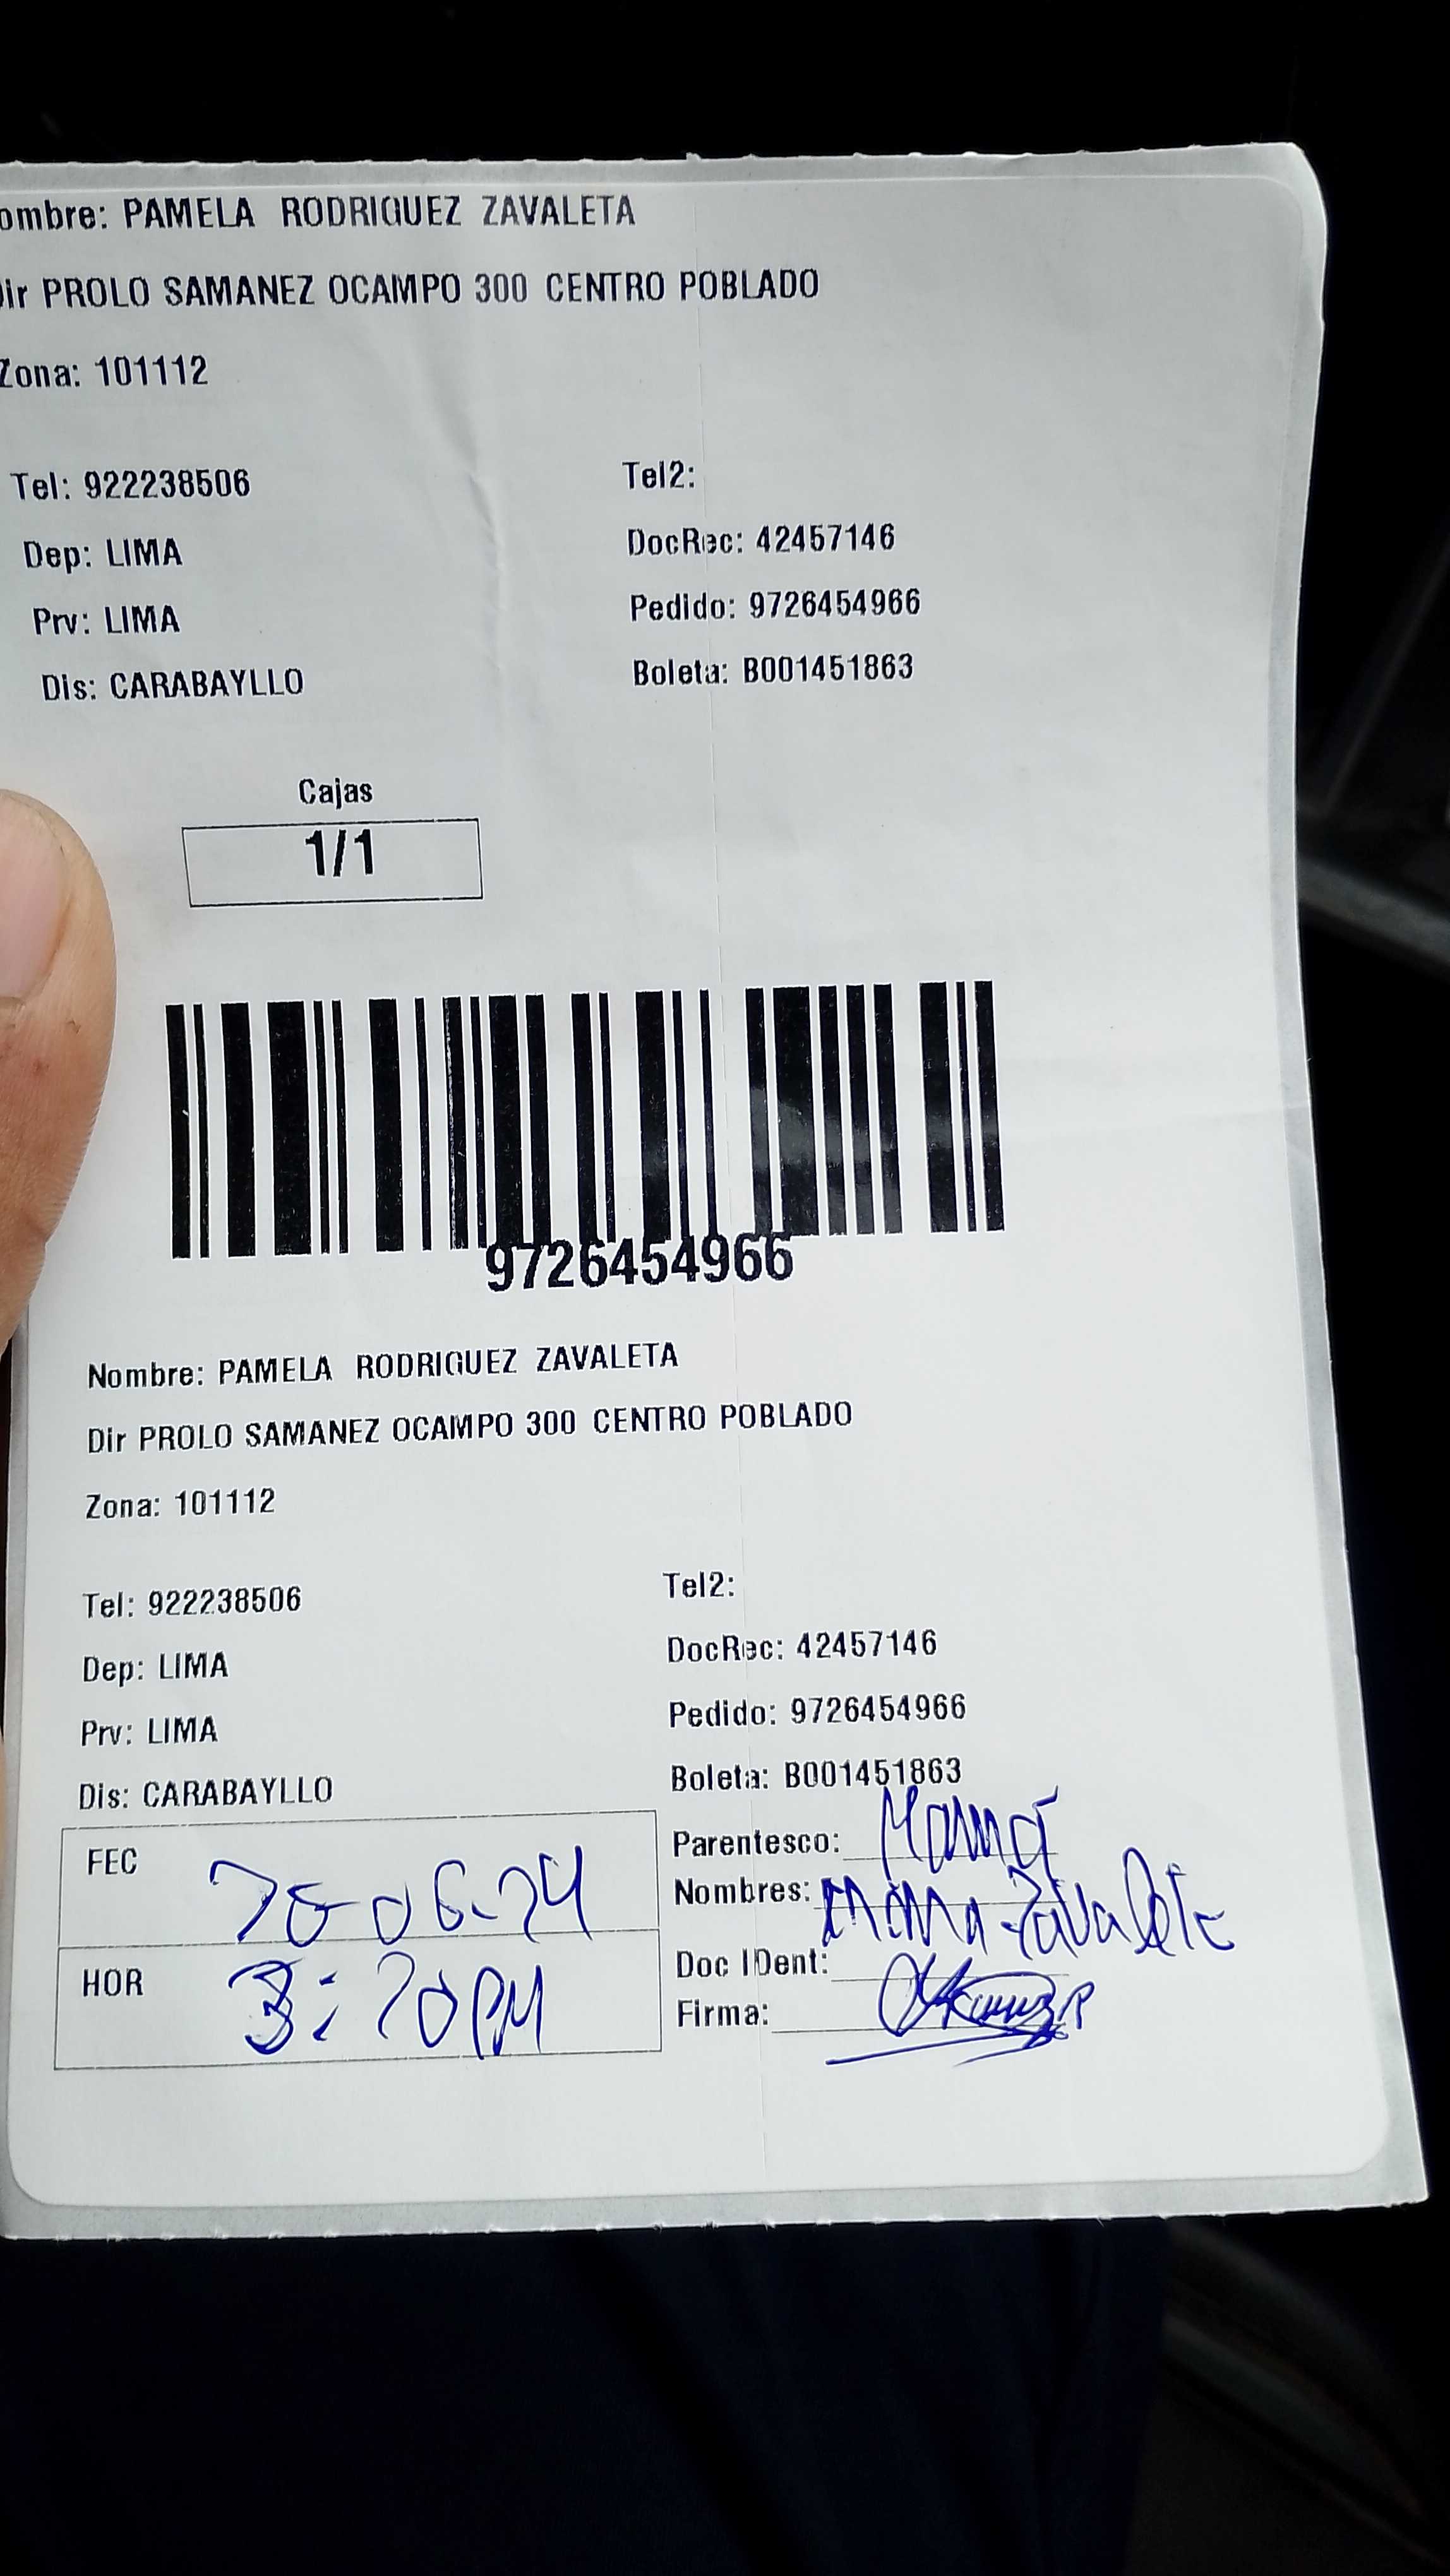 ombre: PAMELA RODRIGUEZ ZAVALETA
Dir PROLO SAMANEZ OCAMPO 300 CENTRO POBLADO
Zona: 101112
Tel: 922238506 Tel2:
Dep: LIMA DocRec: 42457146
Prv: LIMA Pedido: 9726454966
Dis: CARABAYLLO Boleta: B001451863
Cajas
1/1
9726454966
Nombre: PAMELA RODRIGUEZ ZAVALETA
Dir PROLO SAMANEZ OCAMPO 300 CENTRO POBLADO
Zona: 101112
Tel: 922238506 Tel2:
Dep: LIMA DocRec: 42457146
Prv: LIMA Pedido: 9726454966
Dis: CARABAYLLO Boleta: B001451863
FEC
HOR 3:20PM
Parentesco: Mamá
Nombres: Zavaleta
Doc IDent:
Firma: